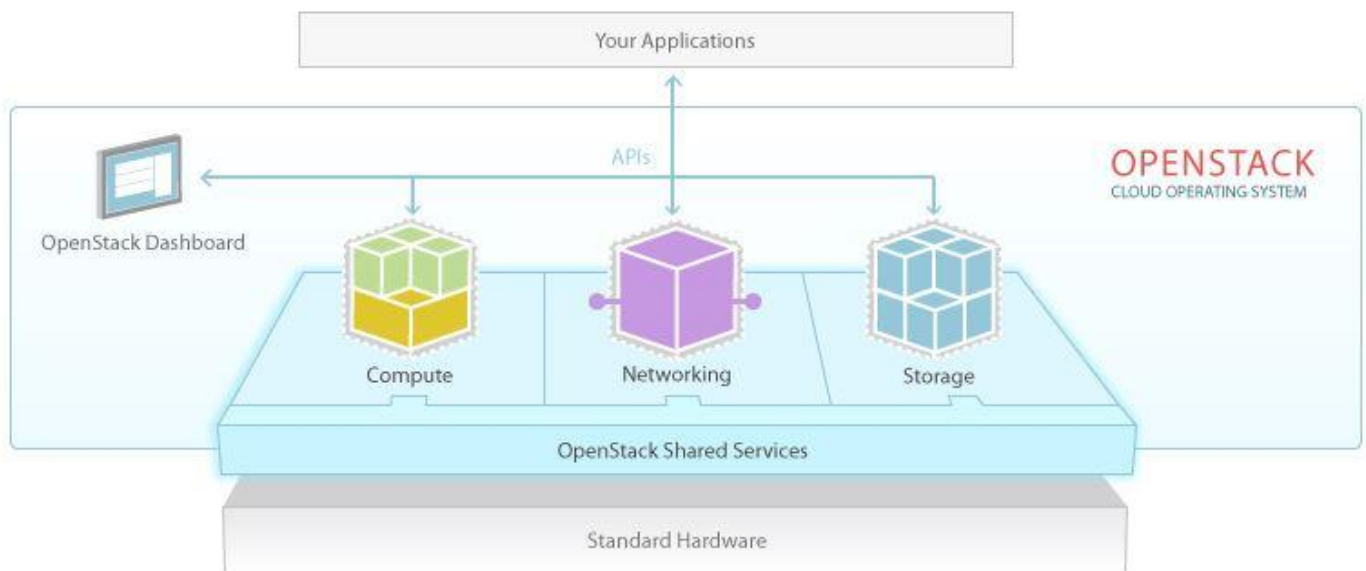 Your Applications
APIs
OPENSTACK
CLOUD OPERATING SYSTEM
OpenStack Dashboard
Compute
Networking
Storage
OpenStack Shared Services
Standard Hardware